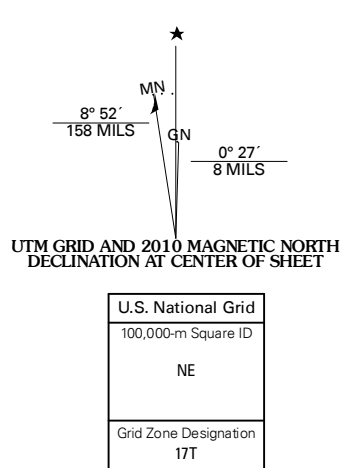 ★
MN
8° 52´
158 MILS
GN
0° 27´
8 MILS
UTM GRID AND 2010 MAGNETIC NORTH
DECLINATION AT CENTER OF SHEET
U.S. National Grid
100,000-m Square ID
NE
Grid Zone Designation
17T